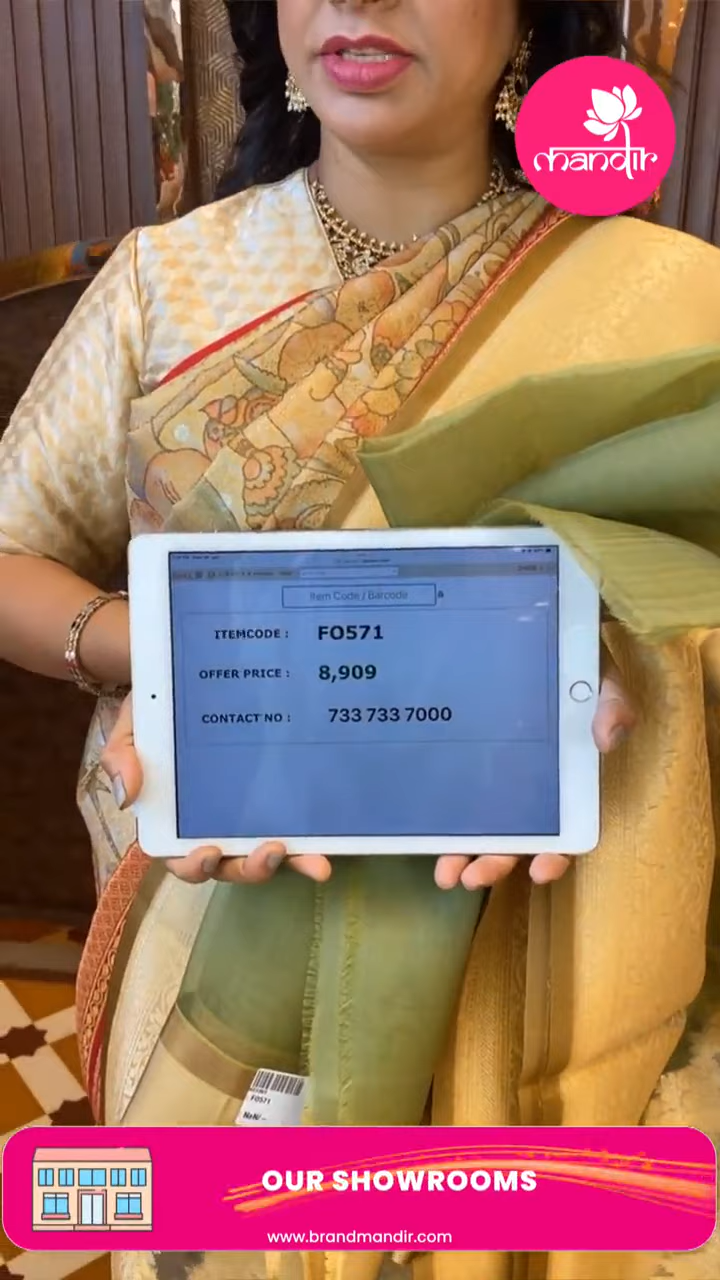 mandir
Item Code / Barcode
ITEMCODE : FO571
OFFER PRICE : 8,909
CONTACT NO : 733 733 7000
FO571
OUR SHOWROOMS
www.brandmandir.com